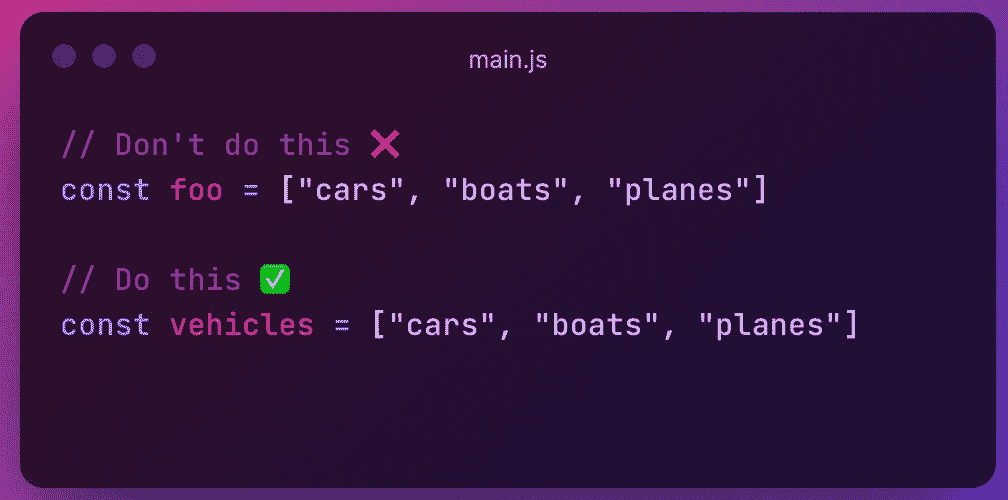 main.js
// Don't do this ❌
const foo = ["cars", "boats", "planes"]
// Do this ✅
const vehicles = ["cars", "boats", "planes"]